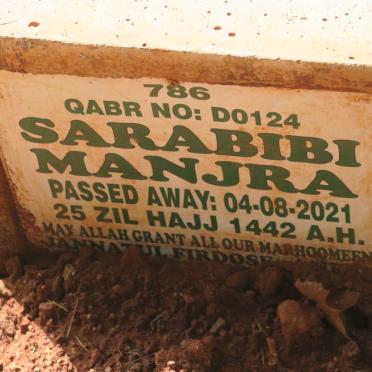 786
QABR NO: D0124
SARABIBI
MANJRA
PASSED AWAY: 04-08-2021
25 ZIL HAJJ 1442 A.H.
MAY ALLAH GRANT ALL OUR MARHOOMEEN
JANNATUL FIRDOSE